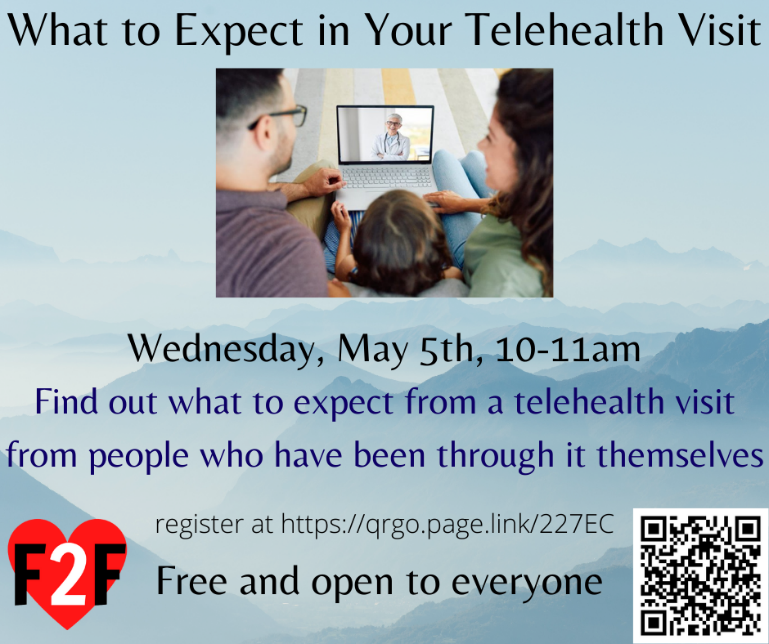 What to Expect in Your Telehealth Visit
Wednesday, May 5th, 10-11am
Find out what to expect from a telehealth visit
from people who have been through it themselves
register at https://qrgo.page.link/227EC
F2F
Free and open to everyone